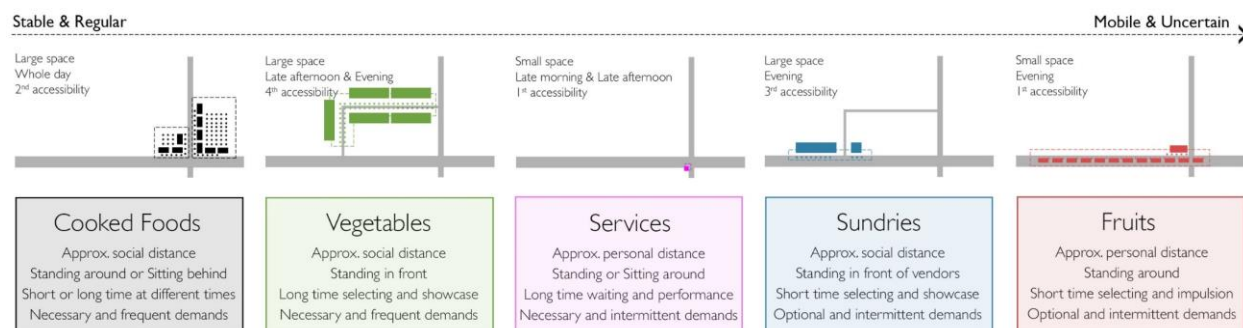 Stable & Regular
Mobile & Uncertain
Large space
Whole day
2nd accessibility
Large space
Late afternoon & Evening
4th accessibility
Small space
Late morning & Late afternoon
1st accessibility
Large space
Evening
3rd accessibility
Small space
Evening
1st accessibility
Cooked Foods
Approx. social distance
Standing around or Sitting behind
Short or long time at different times
Necessary and frequent demands
Vegetables
Approx. social distance
Standing in front
Long time selecting and showcase
Necessary and frequent demands
Services
Approx. personal distance
Standing or Sitting around
Long time waiting and performance
Necessary and intermittent demands
Sundries
Approx. social distance
Standing in front of vendors
Short time selecting and showcase
Optional and intermittent demands
Fruits
Approx. personal distance
Standing around
Short time selecting and impulsion
Optional and intermittent demands